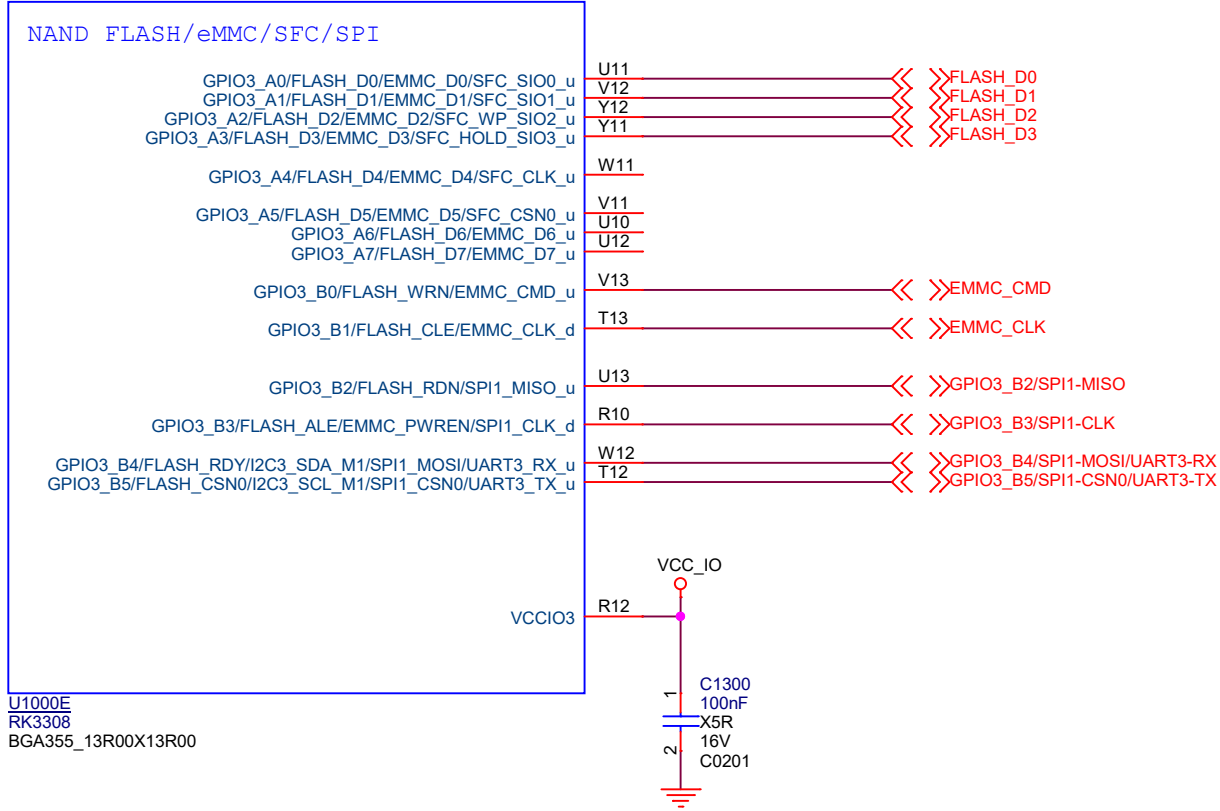 NAND FLASH/eMMC/SFC/SPI
GPIO3_A0/FLASH_D0/EMMC_D0/SFC_SIO0_u U11 FLASH_D0
GPIO3_A1/FLASH_D1/EMMC_D1/SFC_SIO1_u V12 FLASH_D1
GPIO3_A2/FLASH_D2/EMMC_D2/SFC_WP_SIO2_u Y12 FLASH_D2
GPIO3_A3/FLASH_D3/EMMC_D3/SFC_HOLD_SIO3_u Y11 FLASH_D3
GPIO3_A4/FLASH_D4/EMMC_D4/SFC_CLK_u W11
GPIO3_A5/FLASH_D5/EMMC_D5/SFC_CSN0_u V11
GPIO3_A6/FLASH_D6/EMMC_D6_u U10
GPIO3_A7/FLASH_D7/EMMC_D7_u U12
GPIO3_B0/FLASH_WRN/EMMC_CMD_u V13 EMMC_CMD
GPIO3_B1/FLASH_CLE/EMMC_CLK_d T13 EMMC_CLK
GPIO3_B2/FLASH_RDN/SPI1_MISO_u U13 GPIO3_B2/SPI1-MISO
GPIO3_B3/FLASH_ALE/EMMC_PWREN/SPI1_CLK_d R10 GPIO3_B3/SPI1-CLK
GPIO3_B4/FLASH_RDY/I2C3_SDA_M1/SPI1_MOSI/UART3_RX_u W12 GPIO3_B4/SPI1-MOSI/UART3-RX
GPIO3_B5/FLASH_CSN0/I2C3_SCL_M1/SPI1_CSN0/UART3_TX_u T12 GPIO3_B5/SPI1-CSN0/UART3-TX
VCC_IO
VCCIO3 R12
1
C1300
100nF
X5R
16V
C0201
2
U1000E
RK3308
BGA355_13R00X13R00